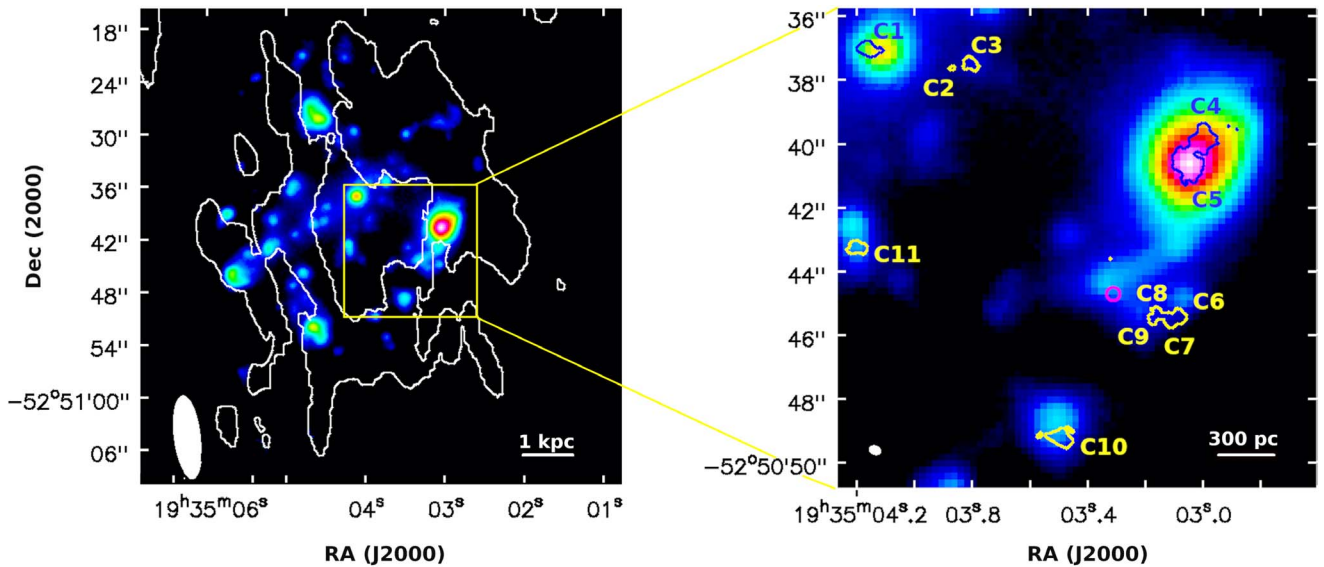 18''
24''
30''
36''
42''
48''
54''
−52°51'00''
06''
Dec (2000)
1 kpc
19ʰ35ᵐ06ˢ
04ˢ
03ˢ
02ˢ
01ˢ
RA (J2000)
36''
38''
40''
42''
44''
46''
48''
−52°50'50''
C1
C3
C2
C4
C5
C11
C8
C6
C9
C7
C10
300 pc
19ʰ35ᵐ04ˢ.2
03ˢ.8
03ˢ.4
03ˢ.0
RA (J2000)